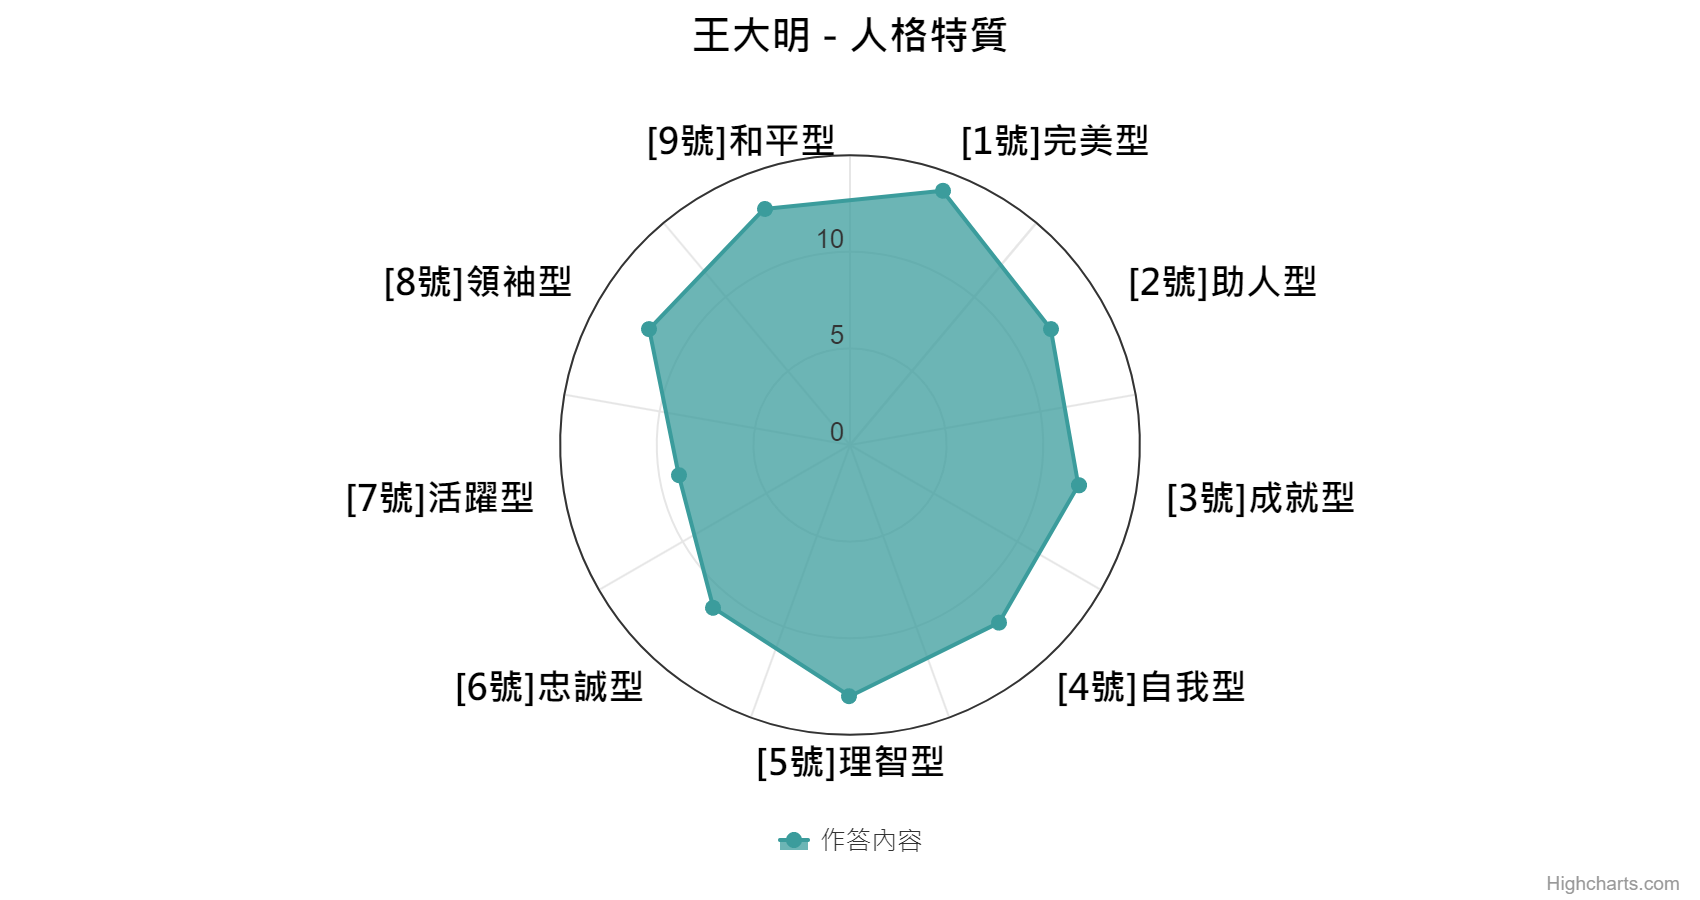 王大明 - 人格特質
[9號]和平型
[1號]完美型
[8號]領袖型
[2號]助人型
10
5
0
[7號]活躍型
[3號]成就型
[6號]忠誠型
[4號]自我型
[5號]理智型
作答內容
Highcharts.com